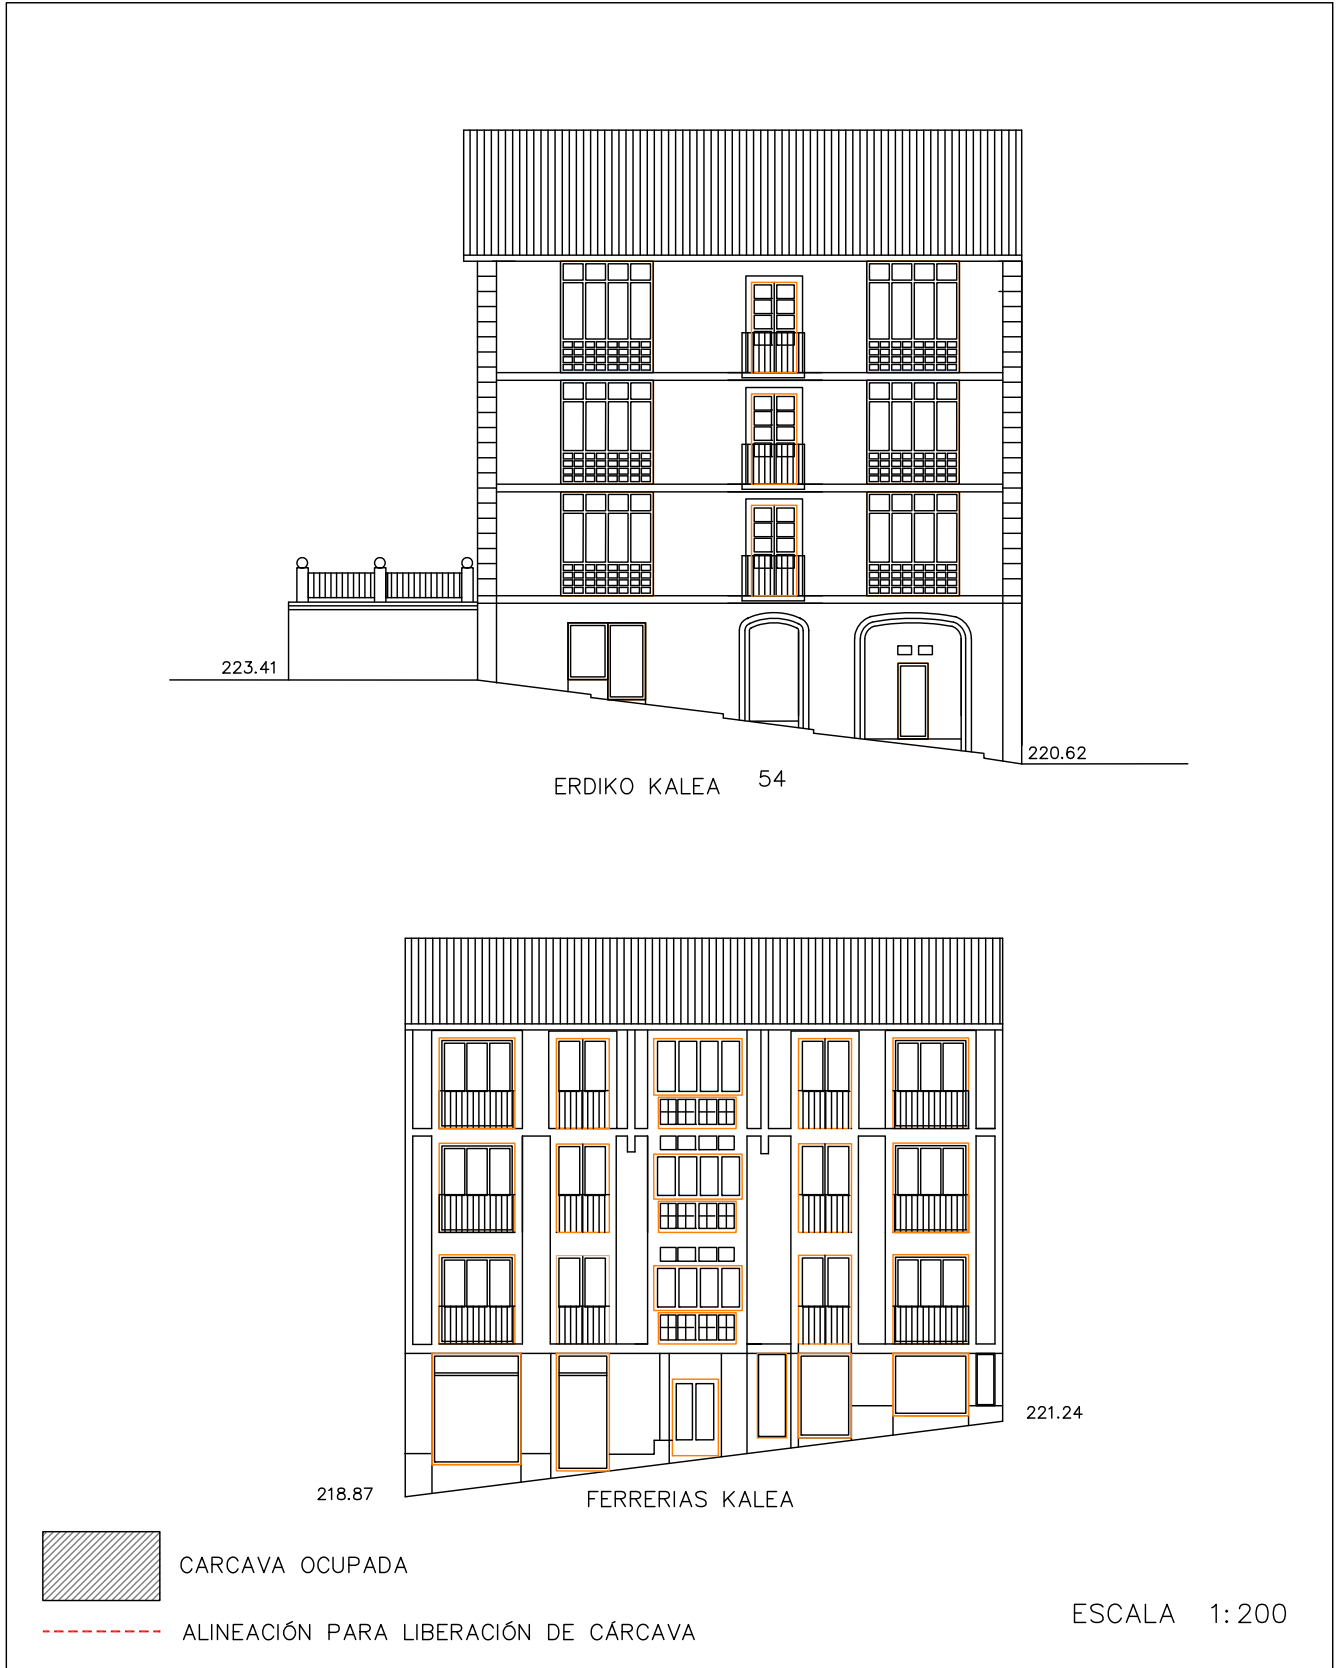 223.41
220.62
ERDIKO KALEA 54
221.24
218.87
FERRERIAS KALEA
CARCAVA OCUPADA
ESCALA 1:200
ALINEACIÓN PARA LIBERACIÓN DE CÁRCAVA